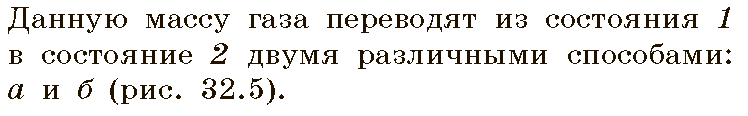 Данную массу газа переводят из состояния 1
в состояние 2 двумя различными способами:
а и б (рис. 32.5).